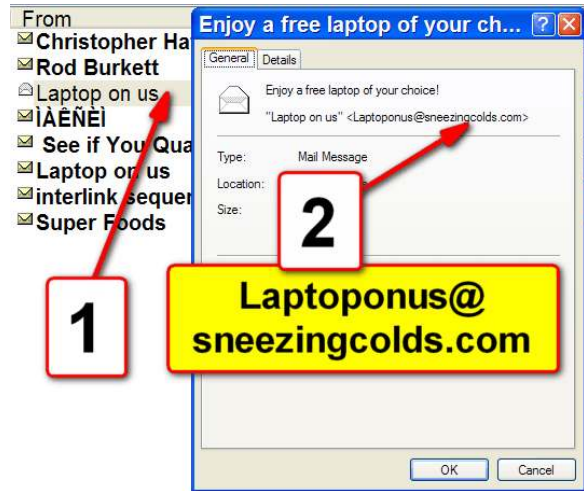 From
Christopher Ha
Rod Burkett
Laptop on us
ÌÀÊÑÈÌ
See if You Qua
Laptop on us
interlink sequer
Super Foods
1
Enjoy a free laptop of your ch...
General Details
Enjoy a free laptop of your choice!
"Laptop on us" <Laptoponus@sneezingcolds.com>
Type: Mail Message
Location:
Size:
2
Laptoponus@
sneezingcolds.com
OK Cancel